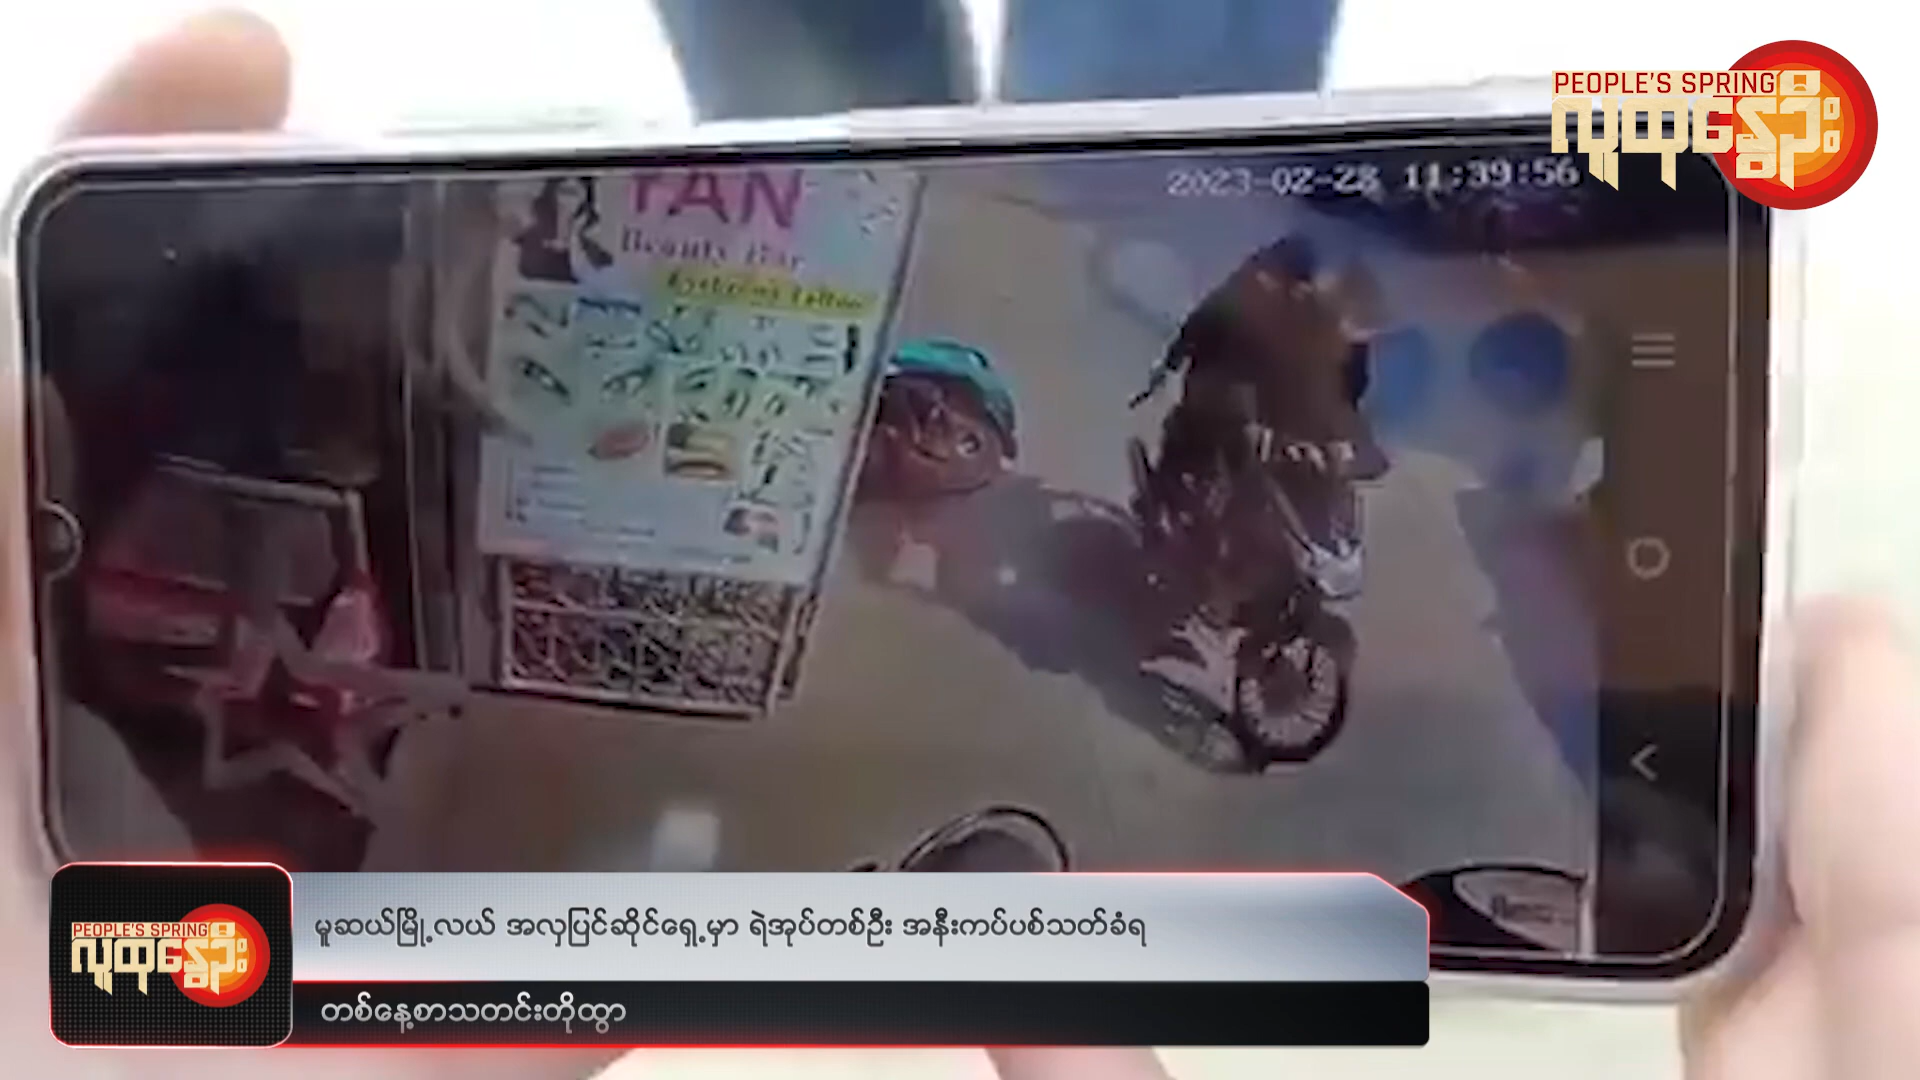 PEOPLE'S SPRING
လူထုနွေဦး
2023-02-28 11:39:56
TAN
Beauty Bar
PEOPLE'S SPRING
လူထုနွေဦး
မူဆယ်မြို့လယ် အလှပြင်ဆိုင်ရှေ့မှာ ရဲအုပ်တစ်ဦး အနီးကပ်ပစ်သတ်ခံရ
တစ်နေ့စာသတင်းတိုထွာ